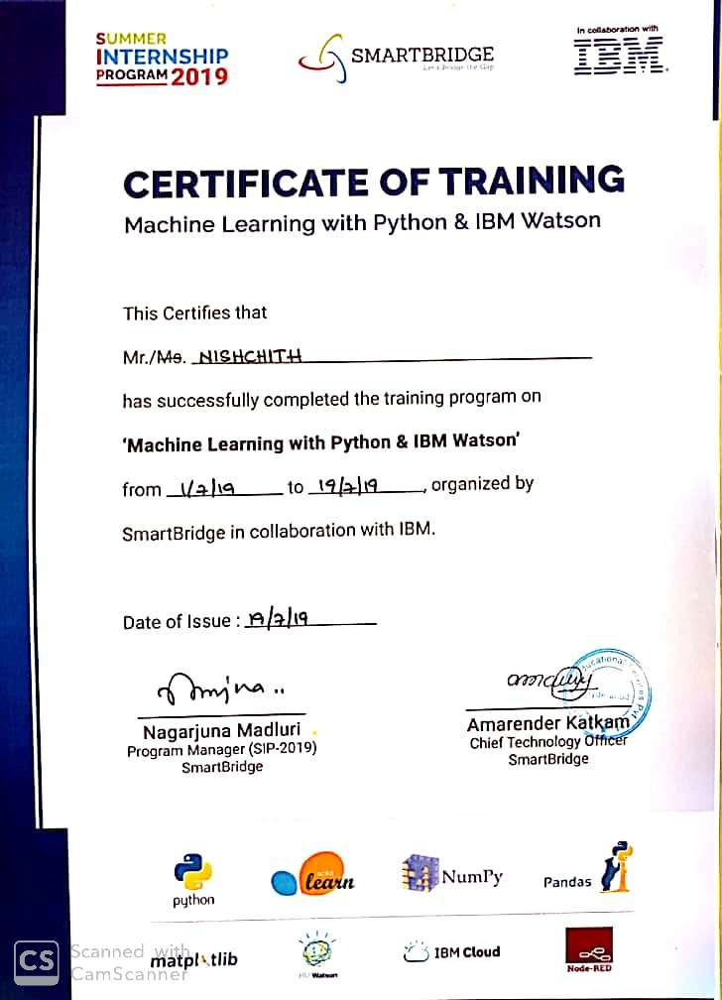 SUMMER
INTERNSHIP
PROGRAM 2019
SMARTBRIDGE
Let's Bridge the Gap
In collaboration with
IBM
CERTIFICATE OF TRAINING
Machine Learning with Python & IBM Watson
This Certifies that
Mr./Ms. NISHCHITH
has successfully completed the training program on
'Machine Learning with Python & IBM Watson'
from 1/7/19 to 19/7/19, organized by
SmartBridge in collaboration with IBM.
Date of Issue : 19/7/19
Nagarjuna Madluri
Program Manager (SIP-2019)
SmartBridge
Amarender Katkam
Chief Technology Officer
SmartBridge
python
learn
NumPy
Pandas
matplotlib
Watson
IBM Cloud
Node-RED
CS Scanned with
CamScanner